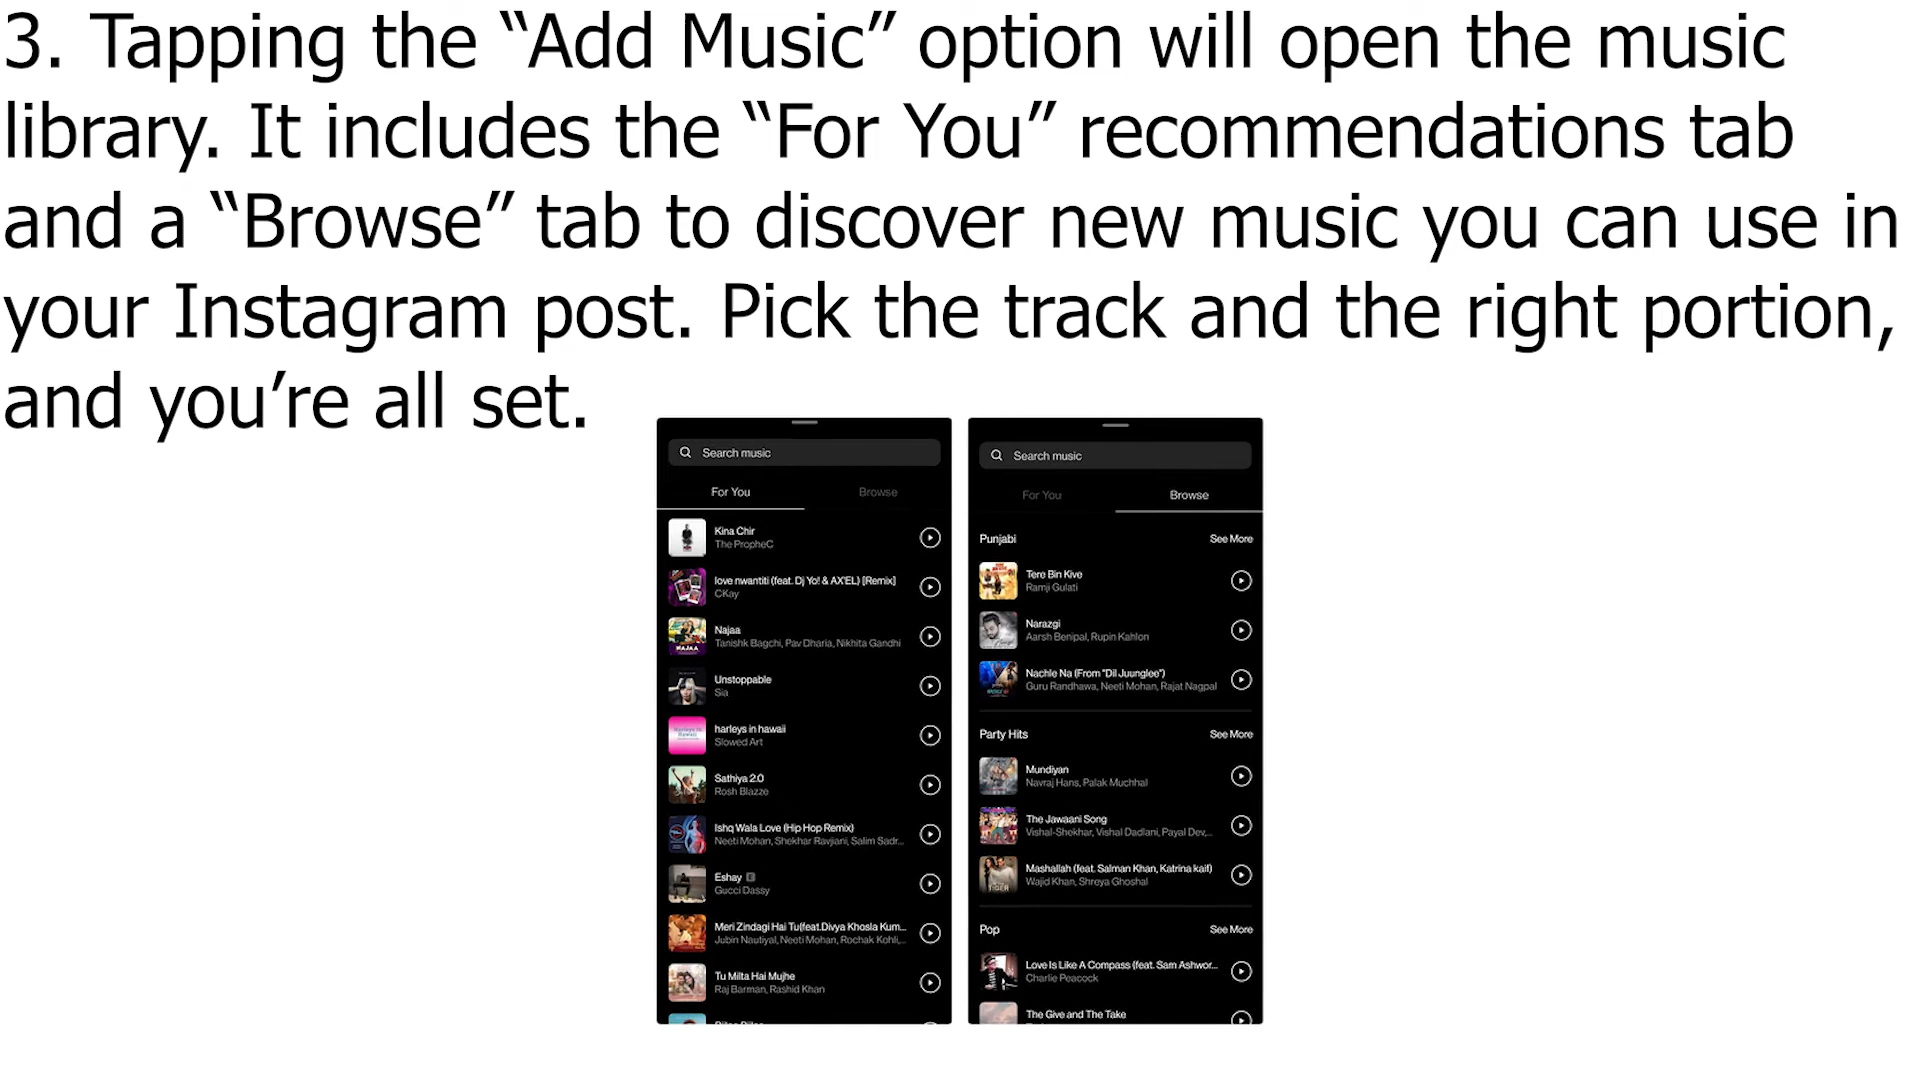 3. Tapping the “Add Music” option will open the music
library. It includes the “For You” recommendations tab
and a “Browse” tab to discover new music you can use in
your Instagram post. Pick the track and the right portion,
and you’re all set.
Search music
For You Browse
Kina Chir
The PropheC
love nwantiti (feat. Dj Yo! & AX'EL) [Remix]
CKay
Najaa
Tanishk Bagchi, Pav Dharia, Nikhita Gandhi
NAJAA
Unstoppable
Sia
harleys in hawaii
Slowed Art
Harleys In
Hawaii
Sathiya 2.0
Rosh Blazze
Ishq Wala Love (Hip Hop Remix)
Neeti Mohan, Shekhar Ravjiani, Salim Sadr...
Eshay E
Gucci Dassy
Meri Zindagi Hai Tu(feat.Divya Khosla Kum...
Jubin Nautiyal, Neeti Mohan, Rochak Kohli,...
Tu Milta Hai Mujhe
Raj Barman, Rashid Khan
Search music
For You Browse
Punjabi See More
Tere Bin Kive
Ramji Gulati
Narazgi
Aarsh Benipal, Rupin Kahlon
Nachle Na (From "Dil Juunglee")
Guru Randhawa, Neeti Mohan, Rajat Nagpal
Party Hits See More
Mundiyan
Navraj Hans, Palak Muchhal
The Jawaani Song
Vishal-Shekhar, Vishal Dadlani, Payal Dev,...
Mashallah (feat. Salman Khan, Katrina kaif)
Wajid Khan, Shreya Ghoshal
TIGER
Pop See More
Love Is Like A Compass (feat. Sam Ashwor...
Charlie Peacock
The Give and The Take